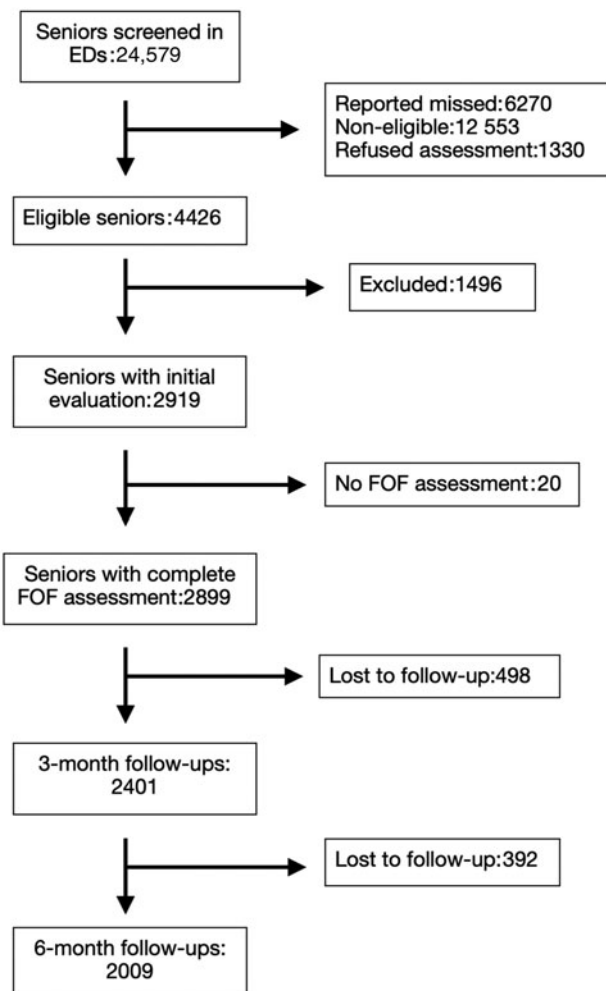 Seniors screened in
EDs:24,579
Reported missed:6270
Non-eligible:12 553
Refused assessment:1330
Eligible seniors:4426
Excluded:1496
Seniors with initial
evaluation:2919
No FOF assessment:20
Seniors with complete
FOF assessment:2899
Lost to follow-up:498
3-month follow-ups:
2401
Lost to follow-up:392
6-month follow-ups:
2009